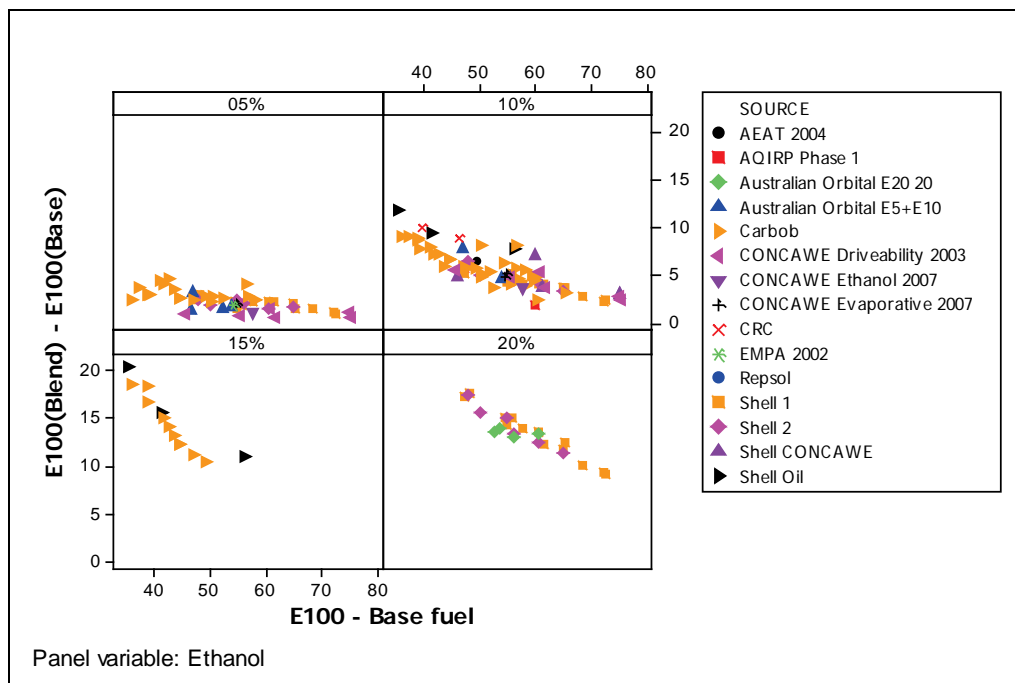 40 50 60 70 80
05% 10%
20
15
10
5
0
15% 20%
20
15
10
5
0
40 50 60 70 80
E100(Blend) - E100(Base)
E100 - Base fuel
Panel variable: Ethanol
SOURCE
AEAT 2004
AQIRP Phase 1
Australian Orbital E20 20
Australian Orbital E5+E10
Carbob
CONCAWE Driveability 2003
CONCAWE Ethanol 2007
CONCAWE Evaporative 2007
CRC
EMPA 2002
Repsol
Shell 1
Shell 2
Shell CONCAWE
Shell Oil